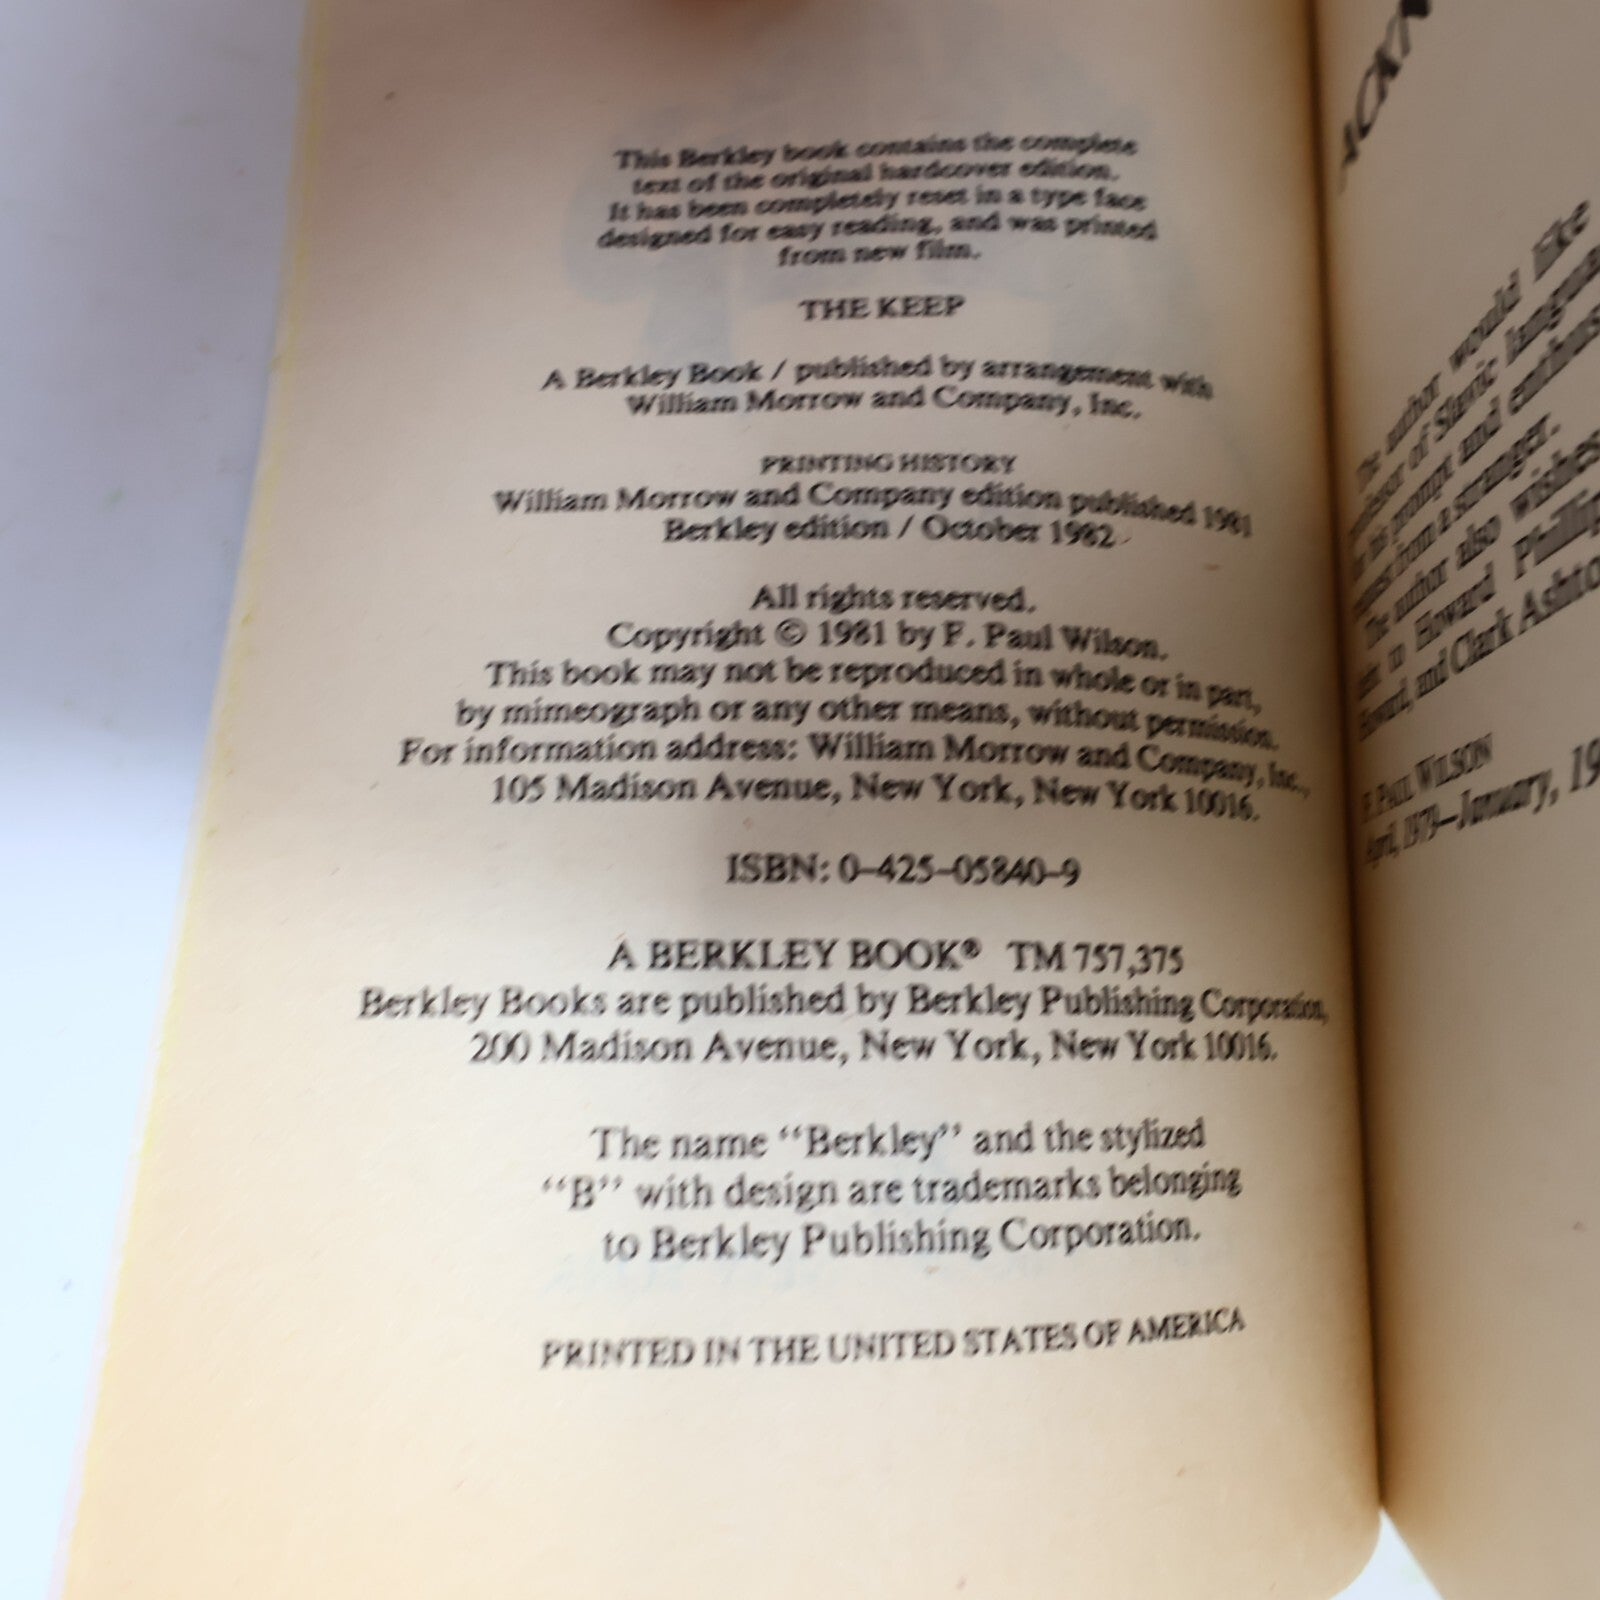 This Berkley book contains the complete
text of the original hardcover edition.
It has been completely reset in a type face
designed for easy reading, and was printed
from new film.
THE KEEP
A Berkley Book / published by arrangement with
William Morrow and Company, Inc.
PRINTING HISTORY
William Morrow and Company edition published 1981
Berkley edition / October 1982
All rights reserved.
Copyright © 1981 by F. Paul Wilson.
This book may not be reproduced in whole or in part,
by mimeograph or any other means, without permission.
For information address: William Morrow and Company, Inc.,
105 Madison Avenue, New York, New York 10016.
ISBN: 0-425-05840-9
A BERKLEY BOOK® TM 757,375
Berkley Books are published by Berkley Publishing Corporation,
200 Madison Avenue, New York, New York 10016.
The name “Berkley” and the stylized
“B” with design are trademarks belonging
to Berkley Publishing Corporation.
PRINTED IN THE UNITED STATES OF AMERICA
ACKN
The author would like
of Slavic language
his prompt and
from a stranger.
The author also wishes
to Howard Phillip
Howard, and Clark Ashto
F. PAUL WILSON
April, 1979—January, 19